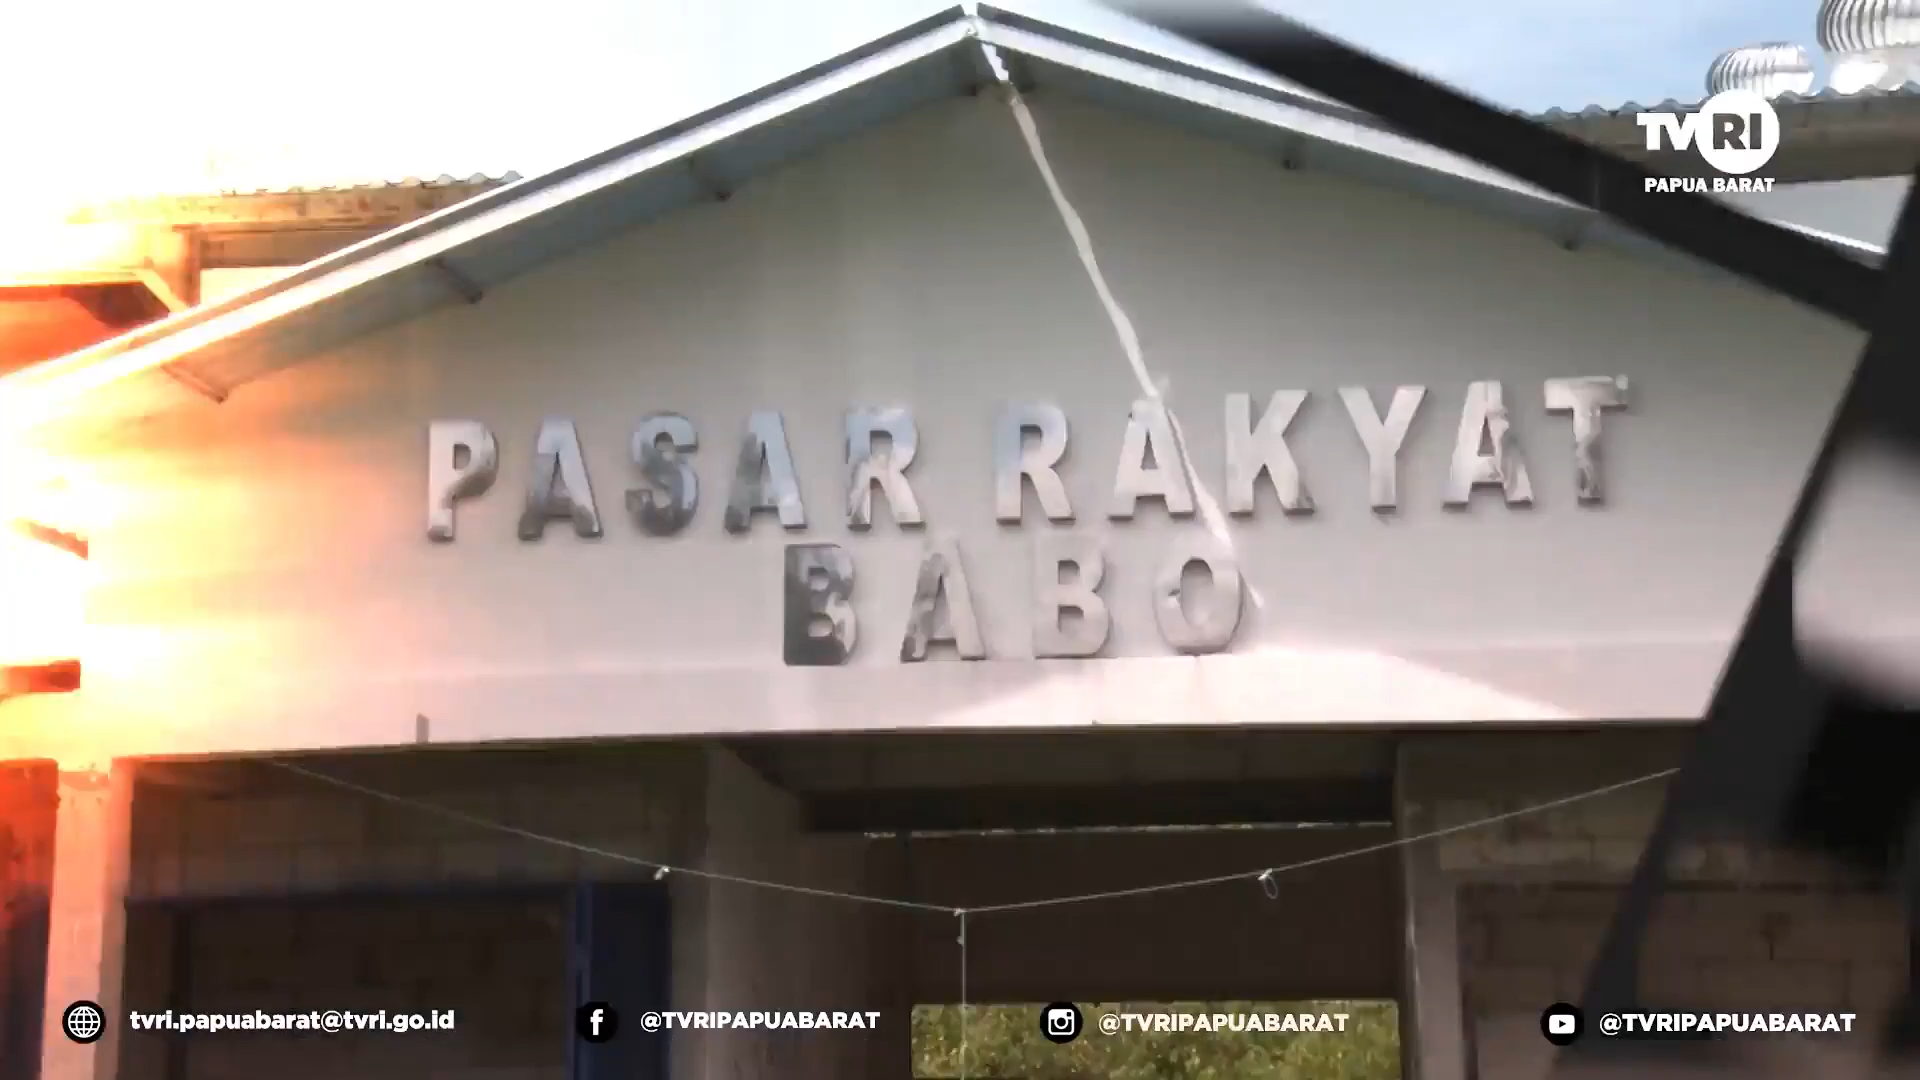 TVRI
PAPUA BARAT
PASAR RAKYAT
BABO
tvri.papuabarat@tvri.go.id
@TVRIPAPUABARAT
@TVRIPAPUABARAT
@TVRIPAPUABARAT